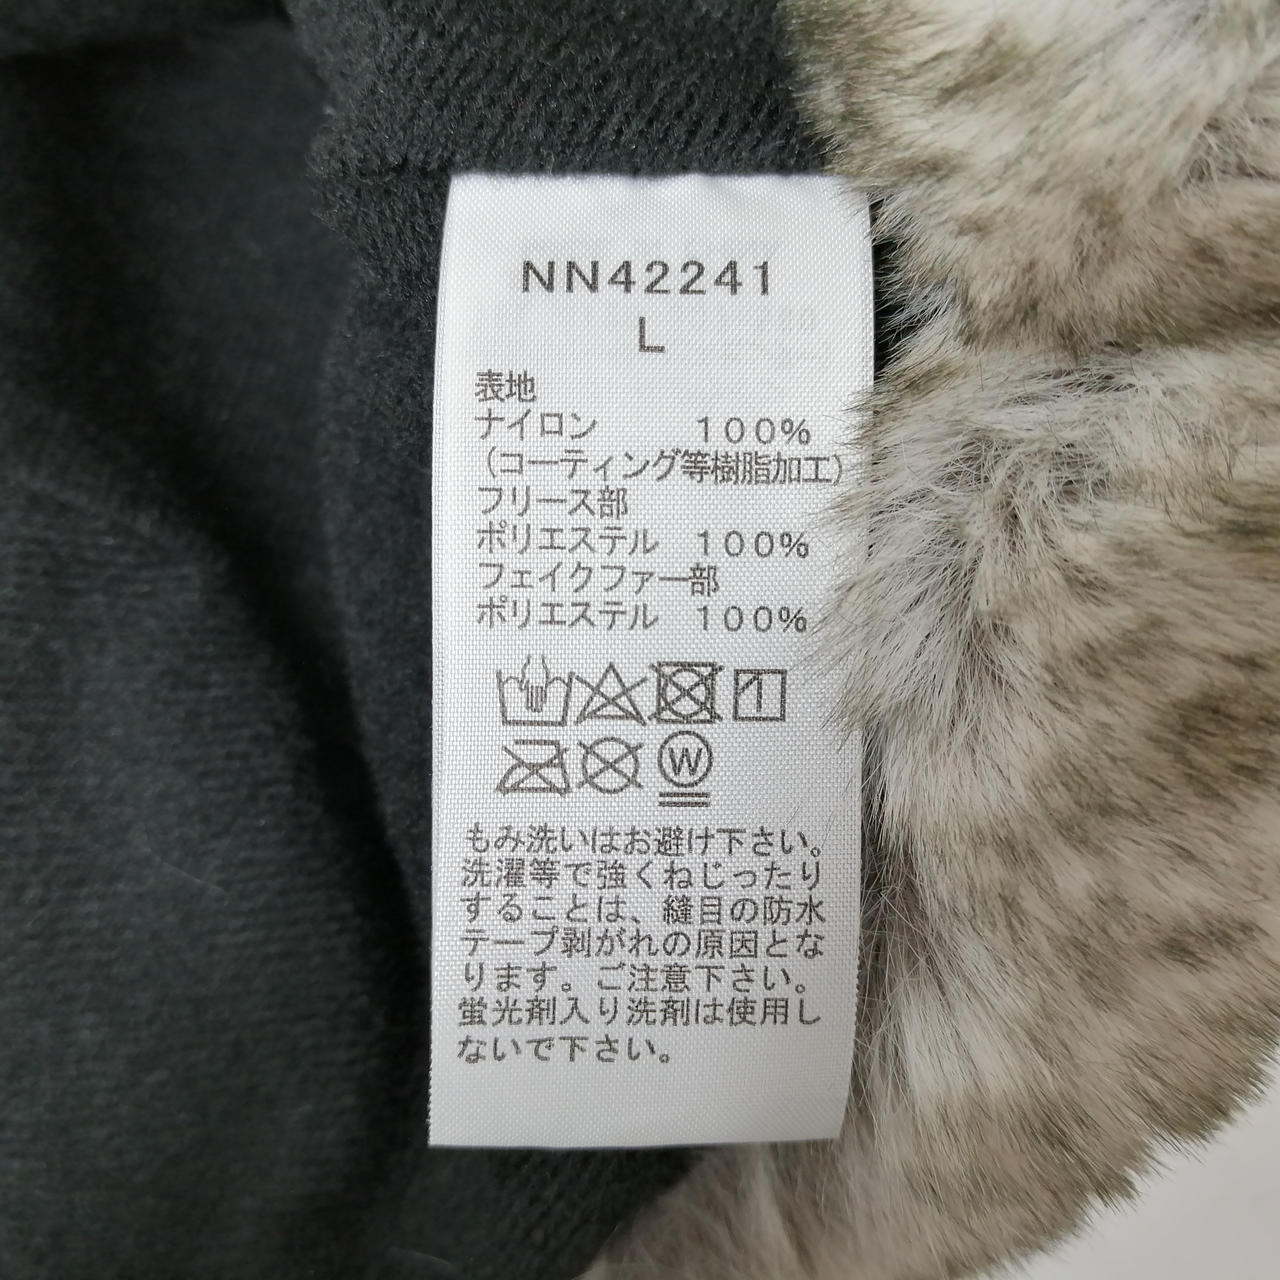 NN42241
L
表地
ナイロン 100%
(コーティング等樹脂加工)
フリース部
ポリエステル 100%
フェイクファー部
ポリエステル 100%
1
W
もみ洗いはお避け下さい。
洗濯等で強くねじったり
することは、縫目の防水
テープ剥がれの原因とな
ります。ご注意下さい。
蛍光剤入り洗剤は使用し
ないで下さい。